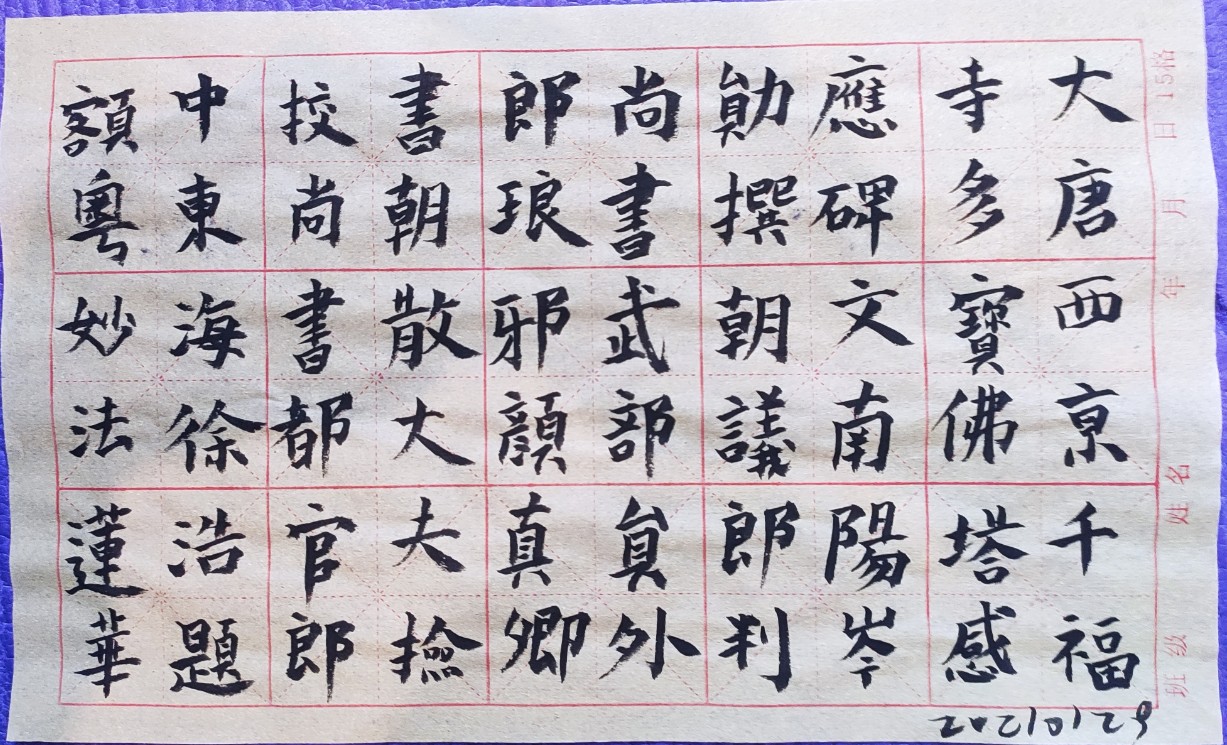 大唐西京千福
寺多寶佛塔感
應碑文南陽岑
勛撰朝議郎判
尚書武部員外
郎琅邪顏真卿
書朝散大夫撿
挍尚書都官郎
中東海徐浩題
額粵妙法蓮華
20210129
班级 姓名 年 月 日 15格